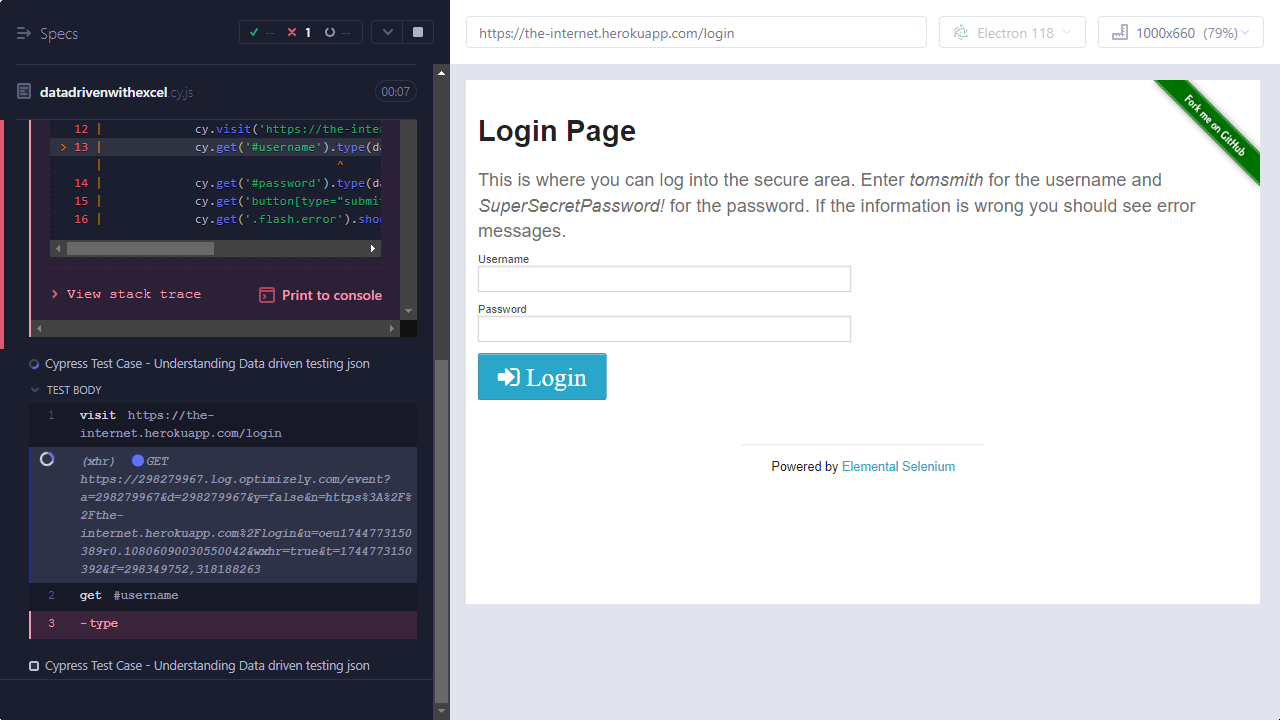 Specs
-- 1 --
https://the-internet.herokuapp.com/login
Electron 118
1000x660 (79%)
datadrivenwithexcel.cy.js
00:07
12 | cy.visit('https://the-inte
> 13 | cy.get('#username').type(da
| ^
14 | cy.get('#password').type(da
15 | cy.get('button[type="submi
16 | cy.get('.flash.error').shou
> View stack trace
Print to console
Cypress Test Case - Understanding Data driven testing json
TEST BODY
1 visit https://the-
internet.herokuapp.com/login
(xhr) GET
https://298279967.log.optimizely.com/event?
a=298279967&d=298279967&y=false&n=https%3A%2F%
2Fthe-
internet.herokuapp.com%2Flogin&u=oeu1744773150
389r0.10806090030550042&wxhr=true&t=1744773150
392&f=298349752,318188263
2 get #username
3 -type
Cypress Test Case - Understanding Data driven testing json
Fork me on GitHub
Login Page
This is where you can log into the secure area. Enter tomsmith for the username and
SuperSecretPassword! for the password. If the information is wrong you should see error
messages.
Username
Password
Login
Powered by Elemental Selenium